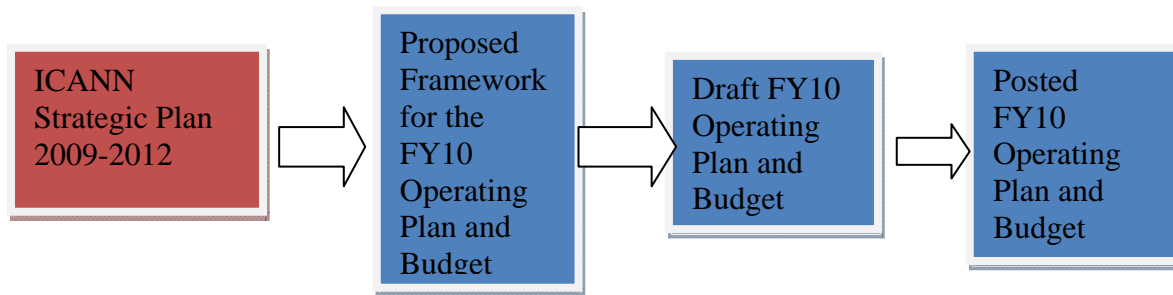 ICANN
Strategic Plan
2009-2012
Proposed
Framework
for the
FY10
Operating
Plan and
Budget
Draft FY10
Operating
Plan and
Budget
Posted
FY10
Operating
Plan and
Budget